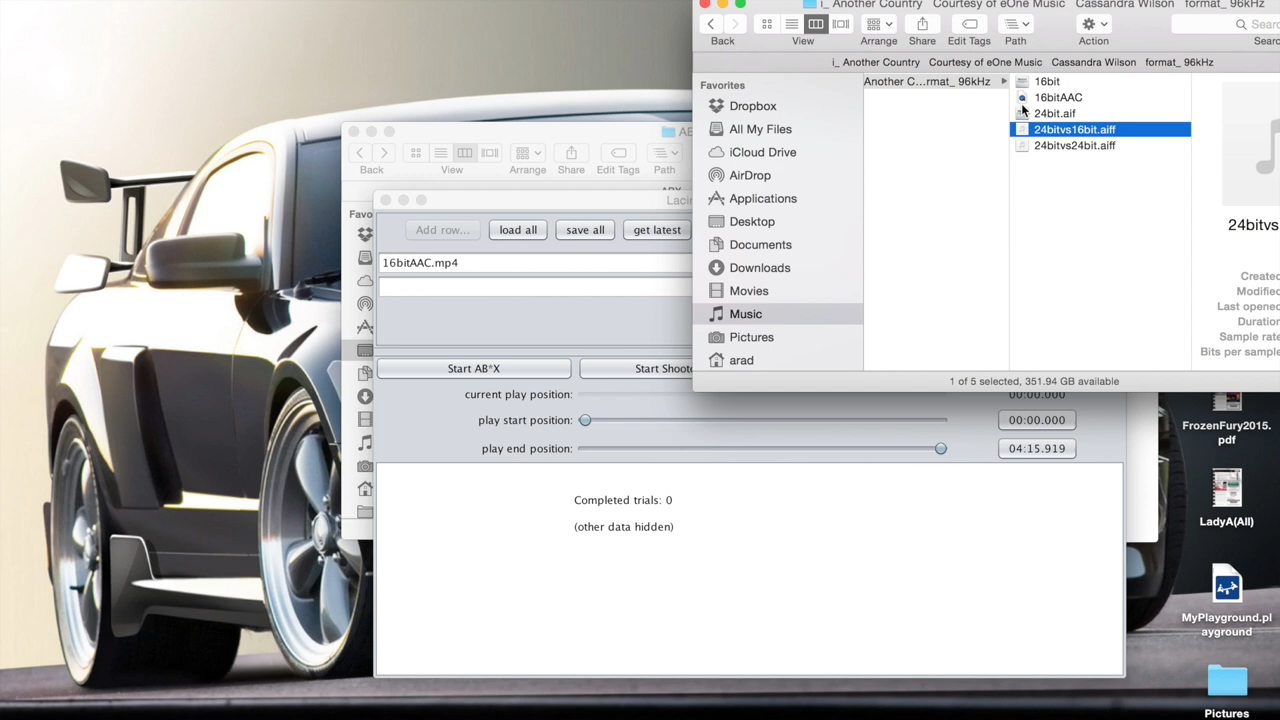 i_ Another Country   Courtesy of eOne Music   Cassandra Wilson   format_ 96kHz
Back
View
Arrange
Share
Edit Tags
Path
Action
i_ Another Country   Courtesy of eOne Music   Cassandra Wilson   format_ 96kHz
Favorites
Dropbox
All My Files
iCloud Drive
AirDrop
Applications
Desktop
Documents
Downloads
Movies
Music
Pictures
arad
Another C...rmat_ 96kHz
16bit
16bitAAC
24bit.aif
24bitvs16bit.aiff
24bitvs24bit.aiff
24bitvs
Created
Modified
Last opened
Duration
Sample rate
Bits per sample
1 of 5 selected, 351.94 GB available
Back
View
Arrange
Share
Edit Tags
Path
Add row...
load all
save all
get latest
16bitAAC.mp4
Start AB*X
current play position:
00:00.000
play start position:
00:00.000
play end position:
04:15.919
Completed trials: 0
(other data hidden)
FrozenFury2015.
pdf
LadyA(All)
MyPlayground.pl
ayground
Pictures